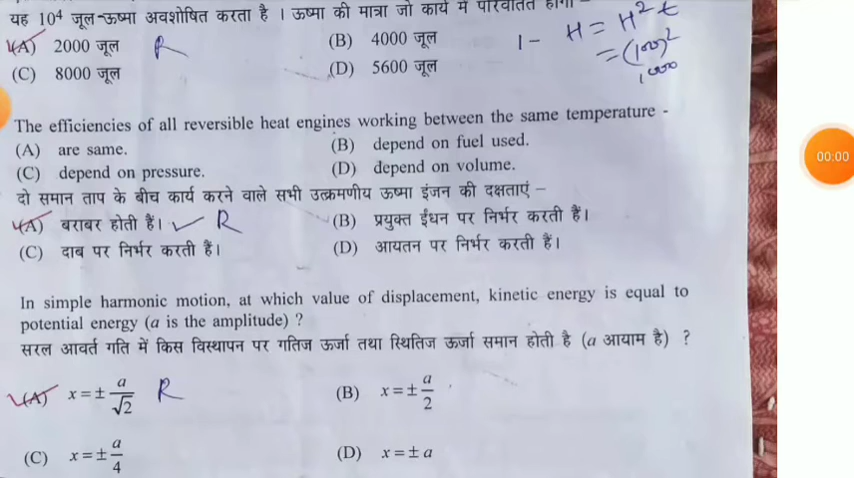 यह 10⁴ जूल ऊष्मा अवशोषित करता है । ऊष्मा की मात्रा जो कार्य में परिवर्तित होगी -
(A) 2000 जूल R (B) 4000 जूल 1 - H = H² t
(C) 8000 जूल (D) 5600 जूल = (100)²
1000
The efficiencies of all reversible heat engines working between the same temperature -
(A) are same. (B) depend on fuel used.
(C) depend on pressure. (D) depend on volume.
दो समान ताप के बीच कार्य करने वाले सभी उत्क्रमणीय ऊष्मा इंजन की दक्षताएं –
(A) बराबर होती हैं। ✓ R (B) प्रयुक्त ईंधन पर निर्भर करती हैं।
(C) दाब पर निर्भर करती हैं। (D) आयतन पर निर्भर करती हैं।
00:00
In simple harmonic motion, at which value of displacement, kinetic energy is equal to
potential energy (a is the amplitude) ?
सरल आवर्त गति में किस विस्थापन पर गतिज ऊर्जा तथा स्थितिज ऊर्जा समान होती है (a आयाम है) ?
(A) x = ± a/√2 R (B) x = ± a/2
(C) x = ± a/4 (D) x = ± a